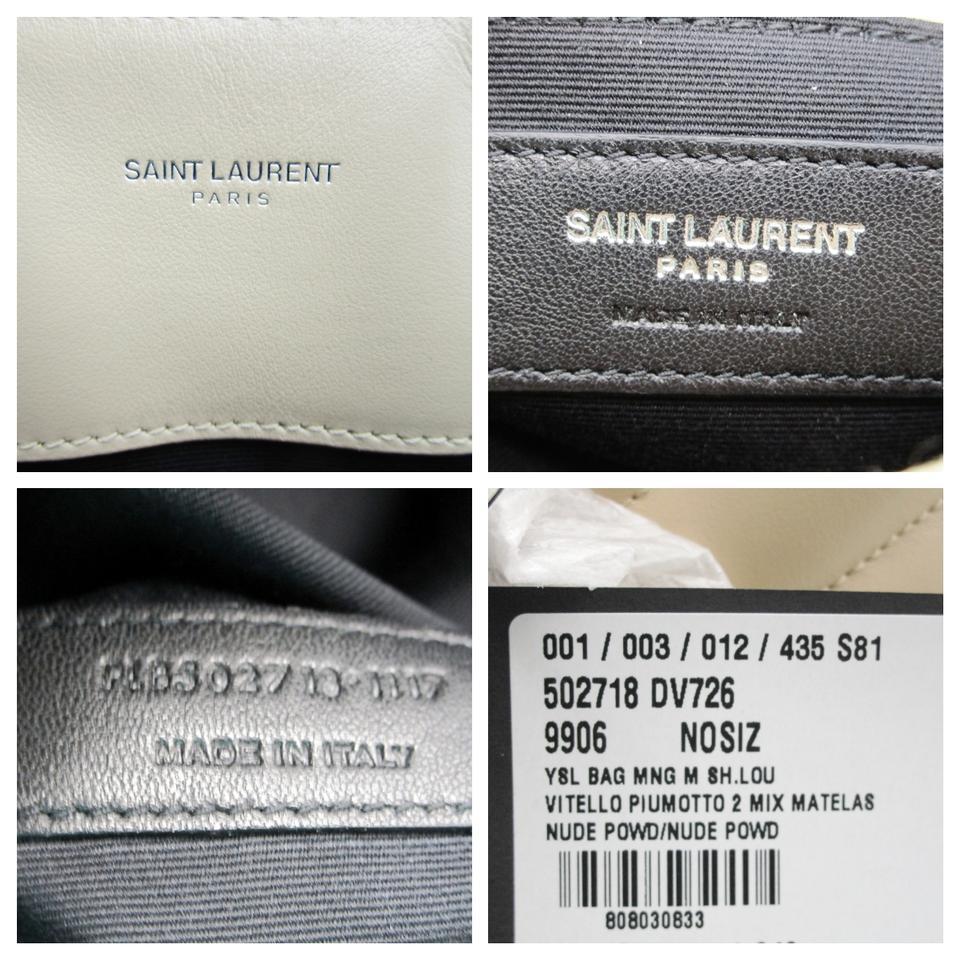 SAINT LAURENT
PARIS
SAINT LAURENT
PARIS
MADE IN ITALY
MADE IN ITALY
001 / 003 / 012 / 435 S81
502718 DV726
9906 NOSIZ
YSL BAG MNG M SH.LOU
VITELLO PIUMOTTO 2 MIX MATELAS
NUDE POWD/NUDE POWD
808030833